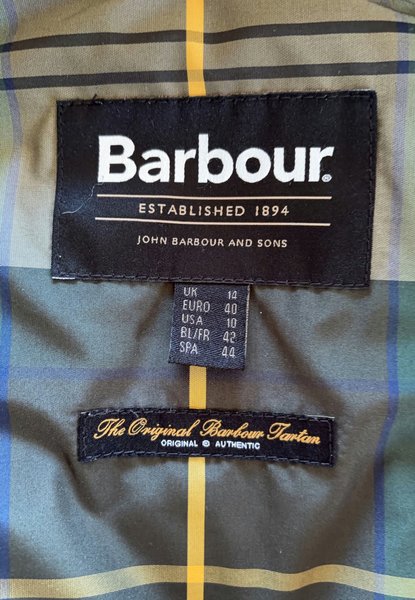 Barbour®
ESTABLISHED 1894
JOHN BARBOUR AND SONS
UK 14
EURO 40
USA 10
BL/FR 42
SPA 44
The Original Barbour Tartan
ORIGINAL & AUTHENTIC